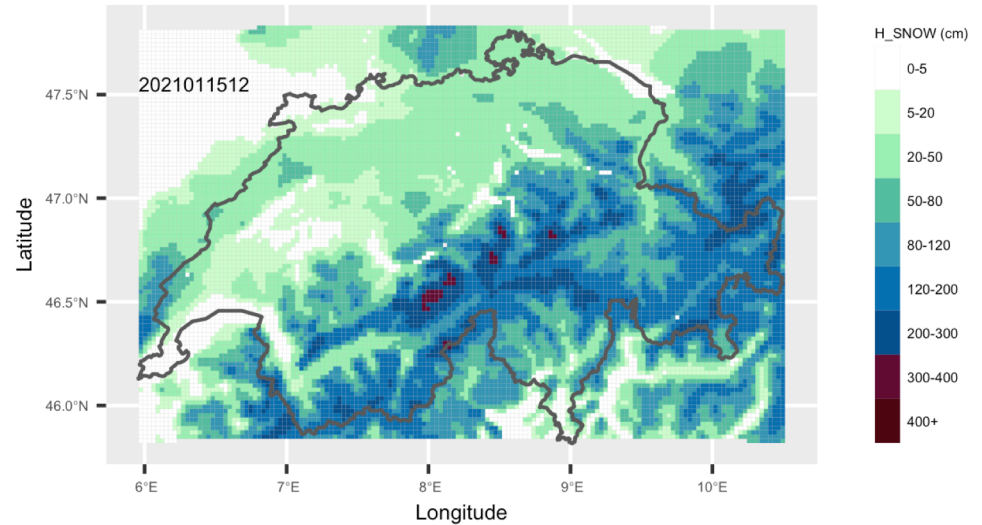 H_SNOW (cm)
0-5
5-20
20-50
50-80
80-120
120-200
200-300
300-400
400+
2021011512
47.5°N
47.0°N
46.5°N
46.0°N
Latitude
6°E 7°E 8°E 9°E 10°E
Longitude